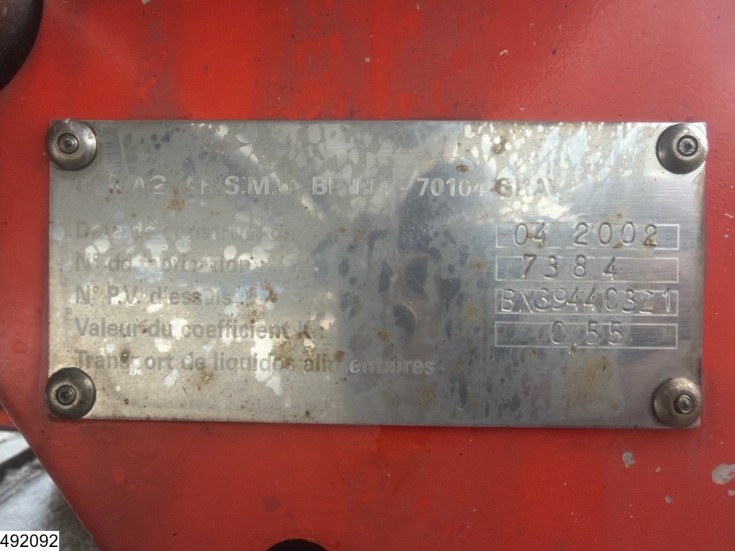 BP 114 - 70104 GRAY
Date de construction 04 2002
N° de fabrication 7384
N° P.V. d'essais BX39440321
Valeur du coefficient K 0 55
Transport de liquides alimentaires
492092